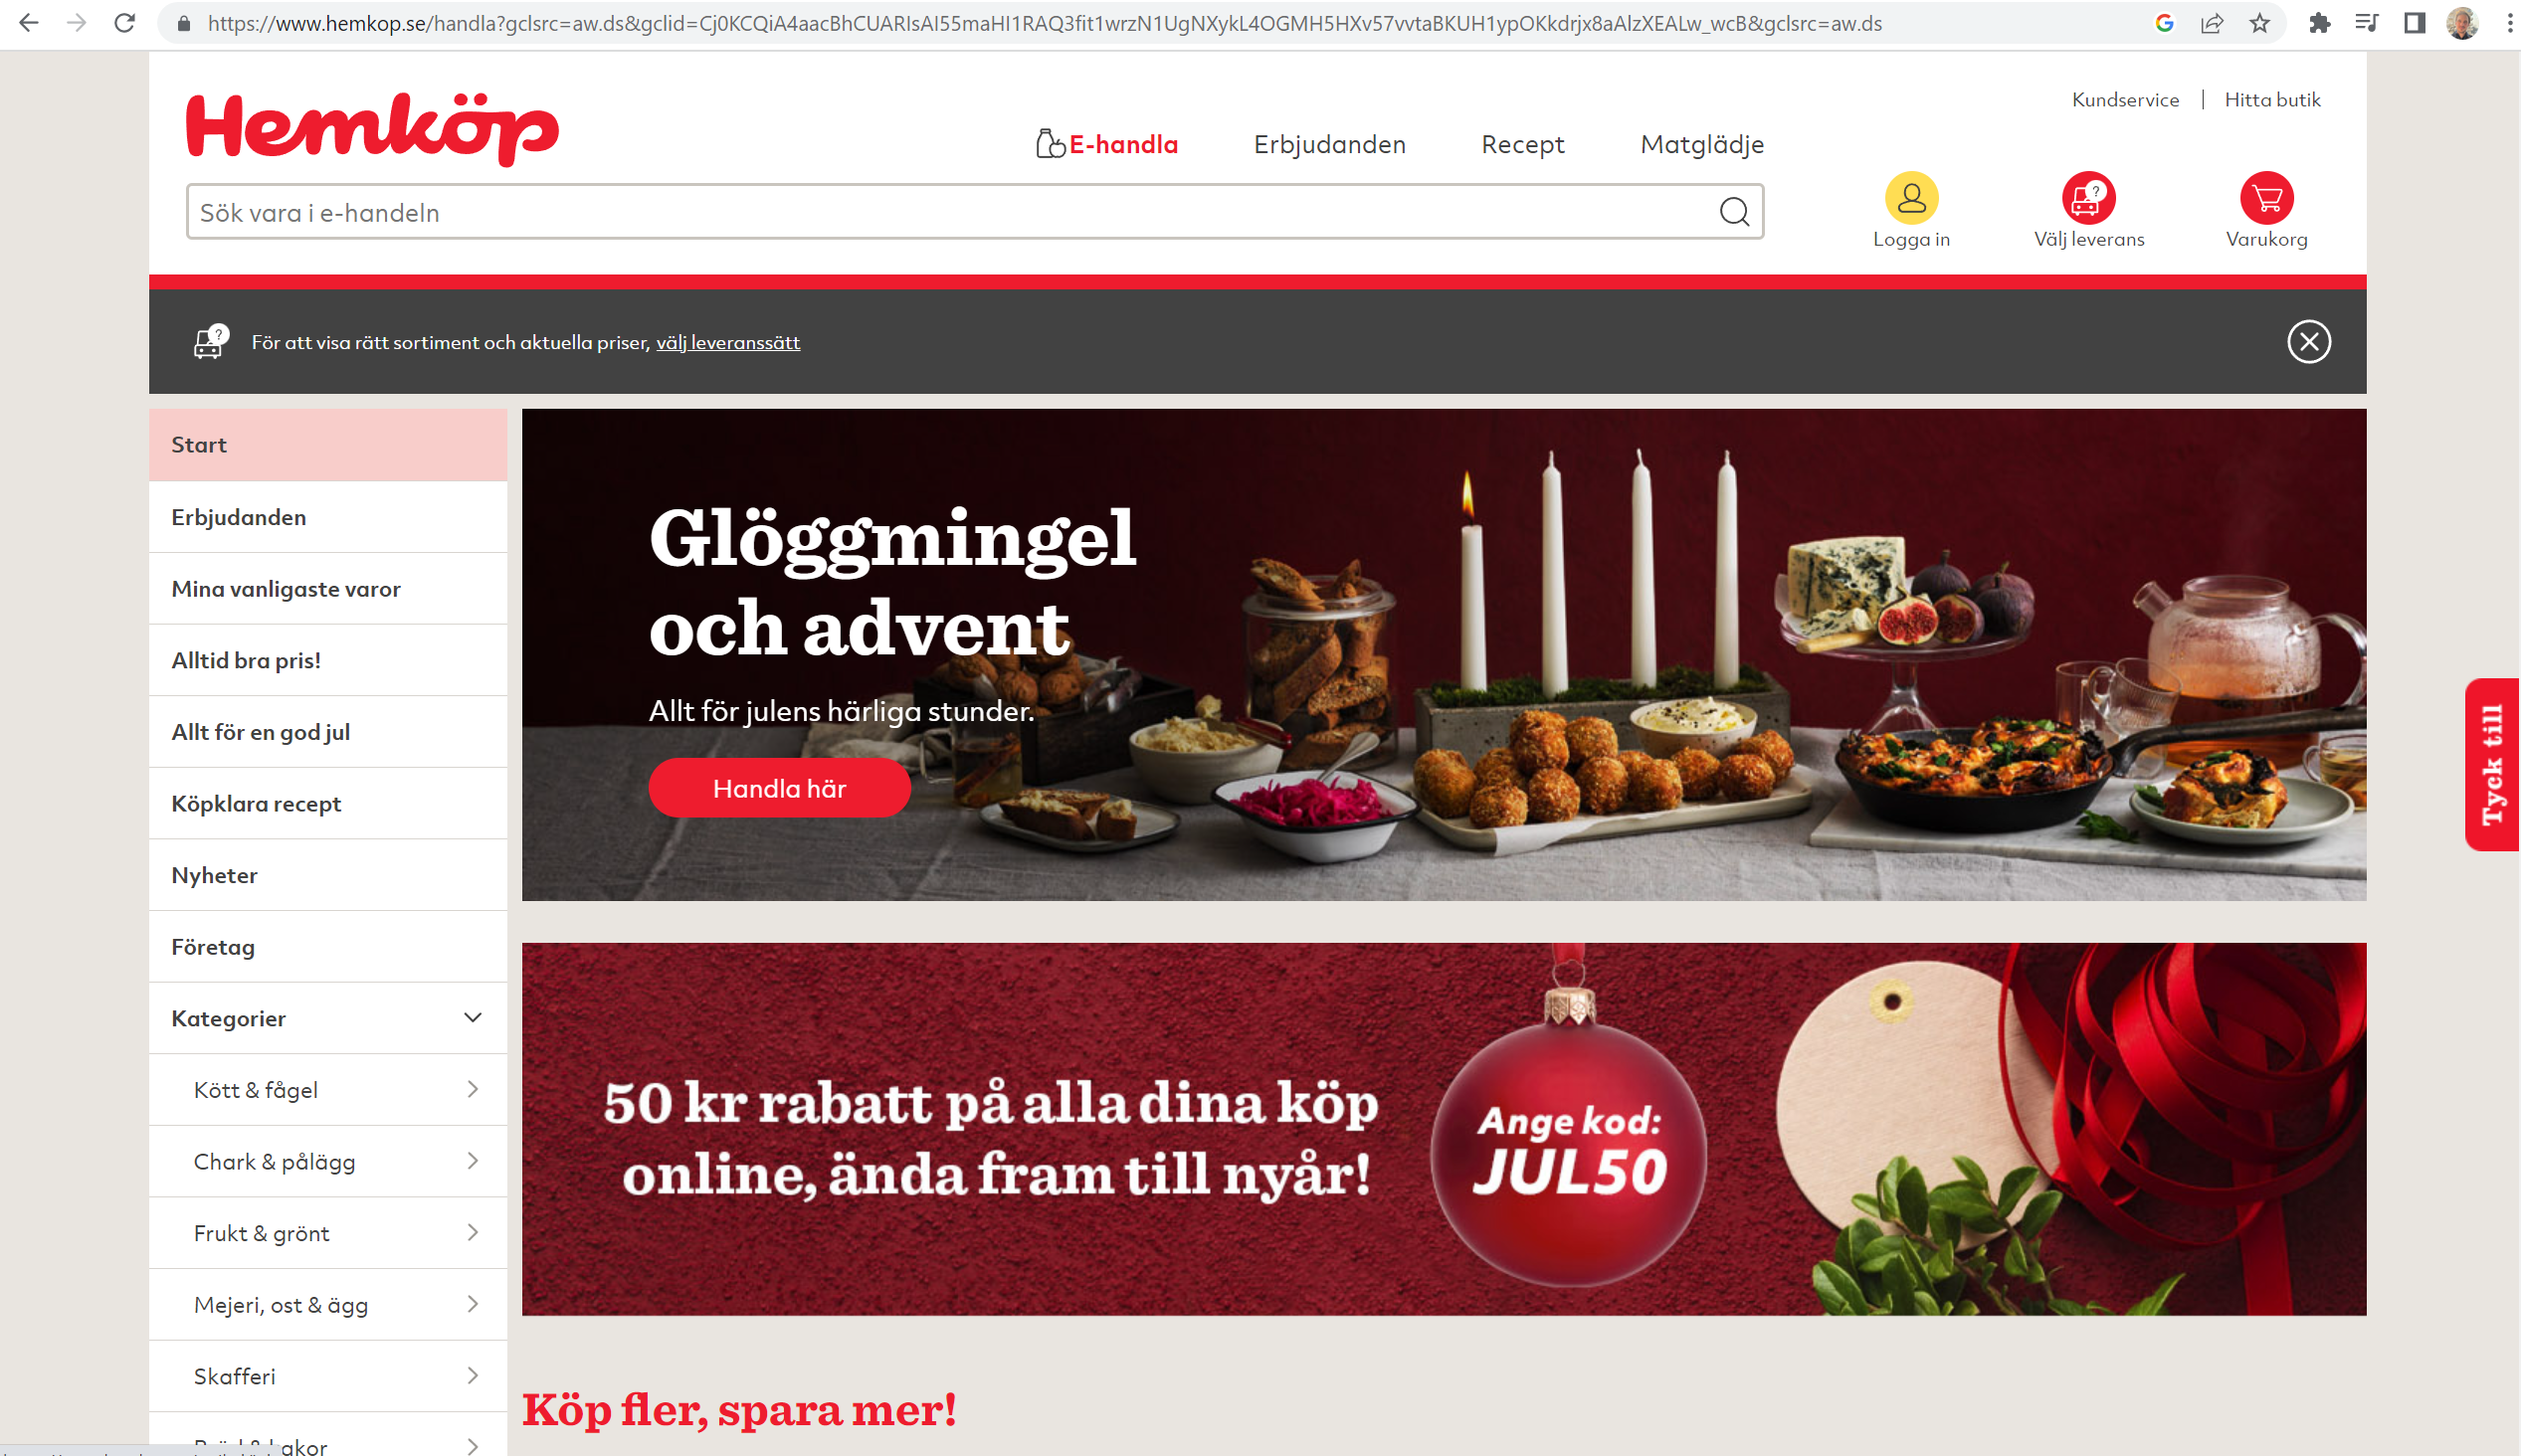 https://www.hemkop.se/handla?gclsrc=aw.ds&gclid=Cj0KCQiA4aacBhCUARIsAI55maHI1RAQ3fit1wrzN1UgNXykL4OGMH5HXv57vvtaBKUH1ypOKkdrjx8aAlzXEALw_wcB&gclsrc=aw.ds
Hemköp
Kundservice | Hitta butik
E-handla Erbjudanden Recept Matglädje
Sök vara i e-handeln
Logga in Välj leverans Varukorg
För att visa rätt sortiment och aktuella priser, välj leveranssätt
Start
Erbjudanden
Mina vanligaste varor
Alltid bra pris!
Allt för en god jul
Köpklara recept
Nyheter
Företag
Kategorier
Kött & fågel
Chark & pålägg
Frukt & grönt
Mejeri, ost & ägg
Skafferi
Glöggmingel
och advent
Allt för julens härliga stunder.
Handla här
Tyck till
50 kr rabatt på alla dina köp
online, ända fram till nyår!
Ange kod:
JUL50
Köp fler, spara mer!